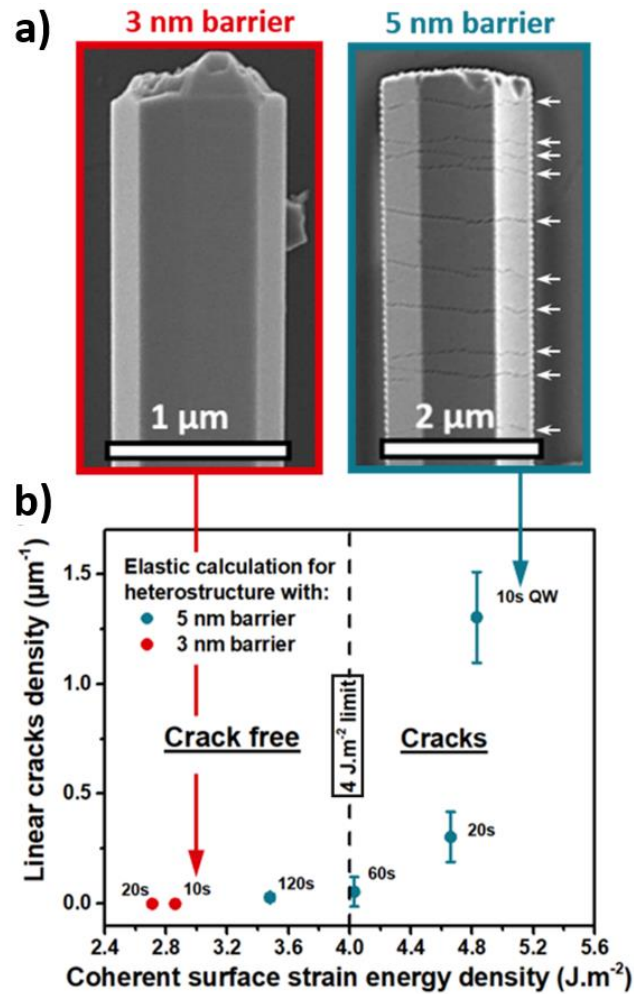 a)
3 nm barrier
5 nm barrier
1 µm
2 µm
b)
Linear cracks density (µm⁻¹)
1.5
1.0
0.5
0.0
Elastic calculation for
heterostructure with:
5 nm barrier
3 nm barrier
Crack free
4 J.m⁻² limit
Cracks
10s QW
20s
60s
120s
20s
10s
2.4 2.8 3.2 3.6 4.0 4.4 4.8 5.2 5.6
Coherent surface strain energy density (J.m⁻²)